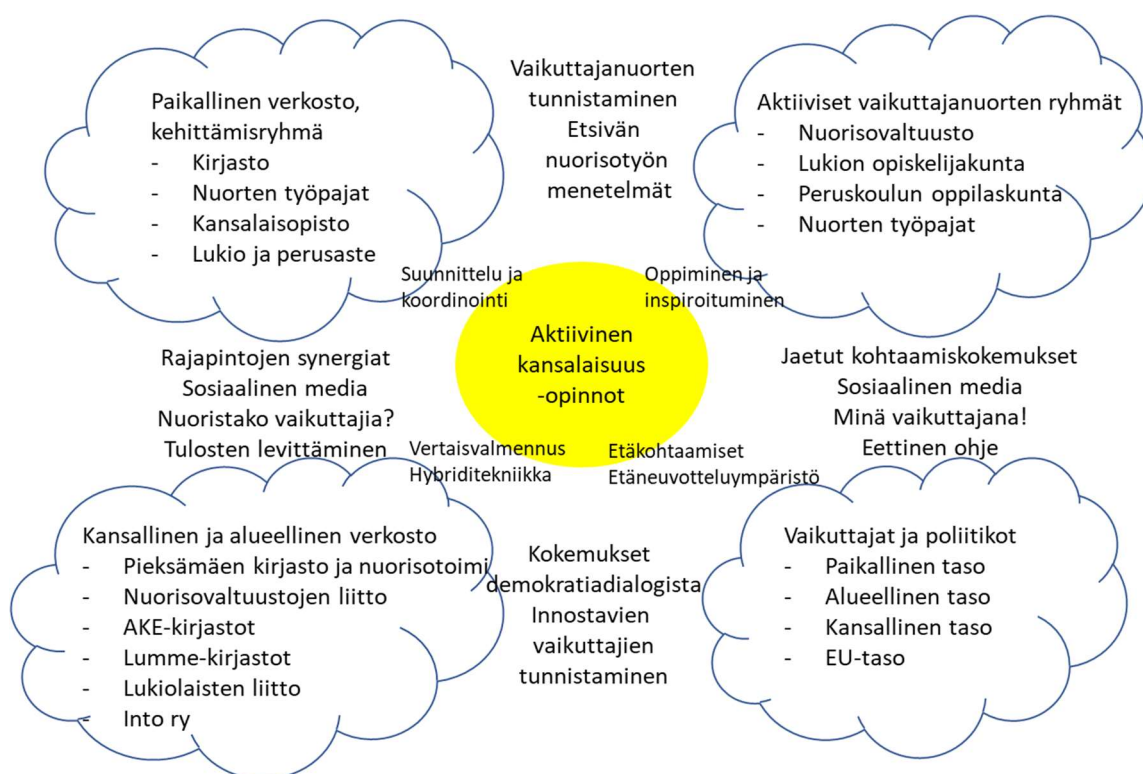 Paikallinen verkosto,
kehittämisryhmä
- Kirjasto
- Nuorten työpajat
- Kansalaisopisto
- Lukio ja perusaste
Vaikuttajanuorten
tunnistaminen
Etsivän
nuorisotyön
menetelmät
Aktiiviset vaikuttajanuorten ryhmät
- Nuorisovaltuusto
- Lukion opiskelijakunta
- Peruskoulun oppilaskunta
- Nuorten työpajat
Suunnittelu ja
koordinointi
Oppiminen ja
inspiroituminen
Aktiivinen
kansalaisuus
-opinnot
Rajapintojen synergiat
Sosiaalinen media
Nuoristako vaikuttajia?
Tulosten levittäminen
Jaetut kohtaamiskokemukset
Sosiaalinen media
Minä vaikuttajana!
Eettinen ohje
Vertaisvalmennus
Hybriditekniikka
Etäkohtaamiset
Etäneuvotteluympäristö
Kansallinen ja alueellinen verkosto
- Pieksämäen kirjasto ja nuorisotoimi
- Nuorisovaltuustojen liitto
- AKE-kirjastot
- Lumme-kirjastot
- Lukiolaisten liitto
- Into ry
Kokemukset
demokratiadialogista
Innostavien
vaikuttajien
tunnistaminen
Vaikuttajat ja poliitikot
- Paikallinen taso
- Alueellinen taso
- Kansallinen taso
- EU-taso